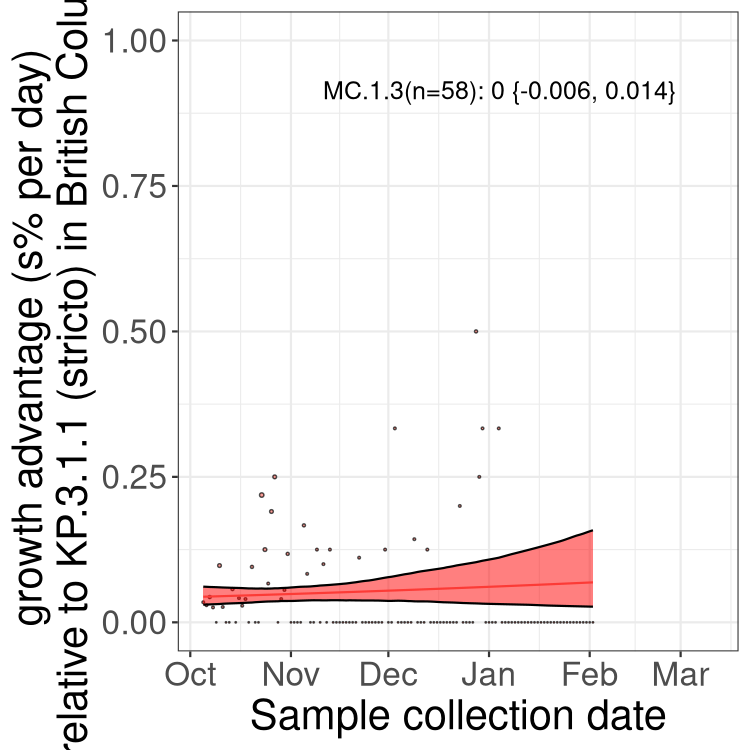 growth advantage (s% per day)
relative to KP.3.1.1 (stricto) in British Colu
1.00
0.75
0.50
0.25
0.00
MC.1.3(n=58): 0 {-0.006, 0.014}
Oct Nov Dec Jan Feb Mar
Sample collection date